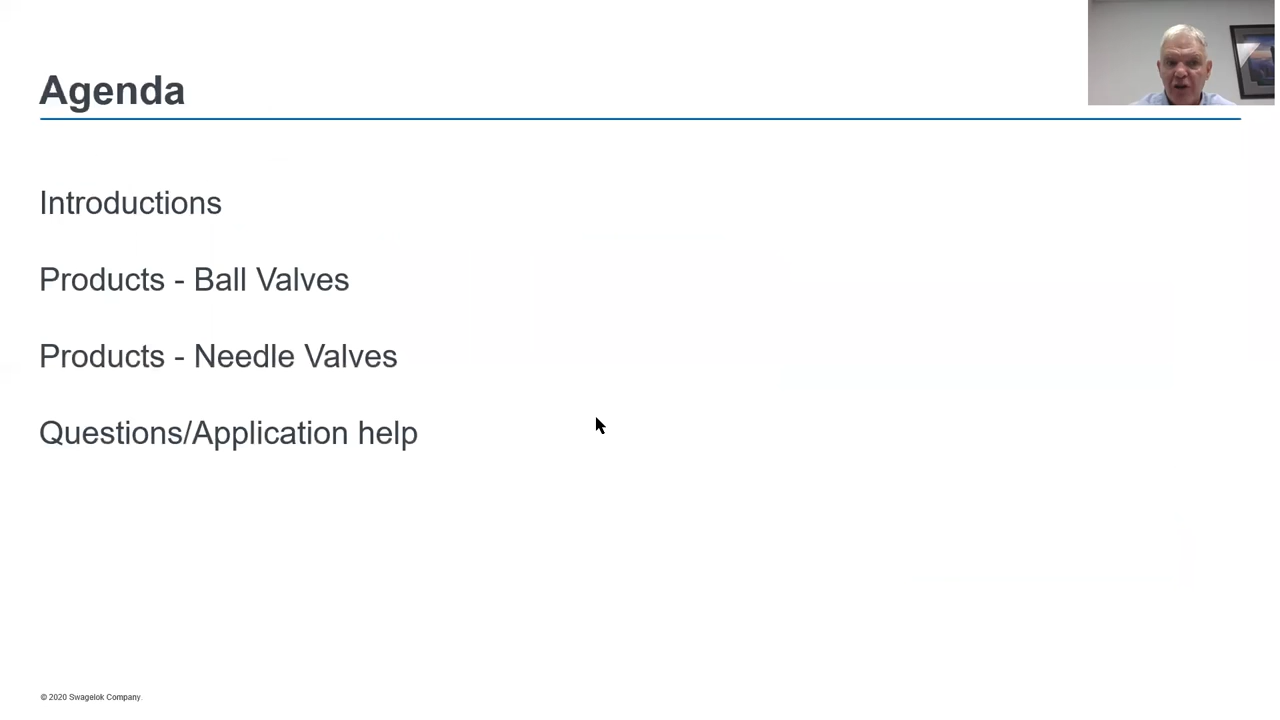 Agenda
Introductions
Products - Ball Valves
Products - Needle Valves
Questions/Application help
© 2020 Swagelok Company.